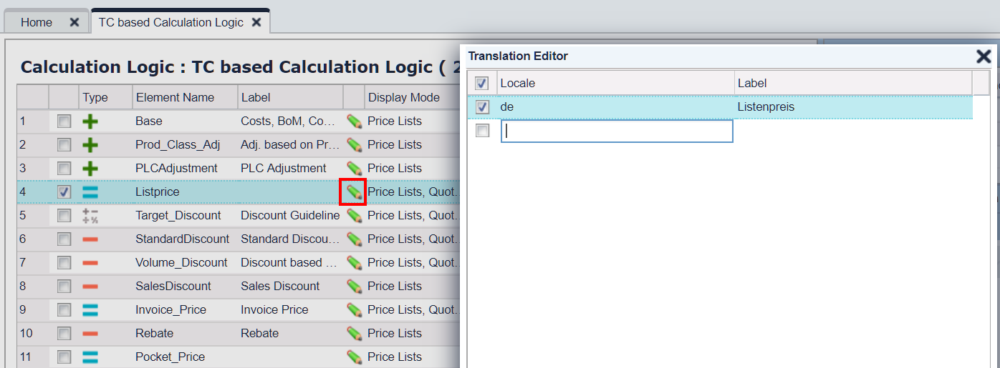 Home
TC based Calculation Logic
Calculation Logic : TC based Calculation Logic ( 2
Type Element Name Label Display Mode
1 Base Costs, BoM, Co... Price Lists
2 Prod_Class_Adj Adj. based on Pr... Price Lists
3 PLCAdjustment PLC Adjustment Price Lists
4 Listprice Price Lists, Quot.
5 Target_Discount Discount Guideline Price Lists, Quot.
6 StandardDiscount Standard Discou... Price Lists, Quot.
7 Volume_Discount Discount based ... Price Lists, Quot.
8 SalesDiscount Sales Discount Price Lists
9 Invoice_Price Invoice Price Price Lists, Quot.
10 Rebate Rebate Price Lists
11 Pocket_Price Price Lists
Translation Editor
Locale Label
de Listenpreis